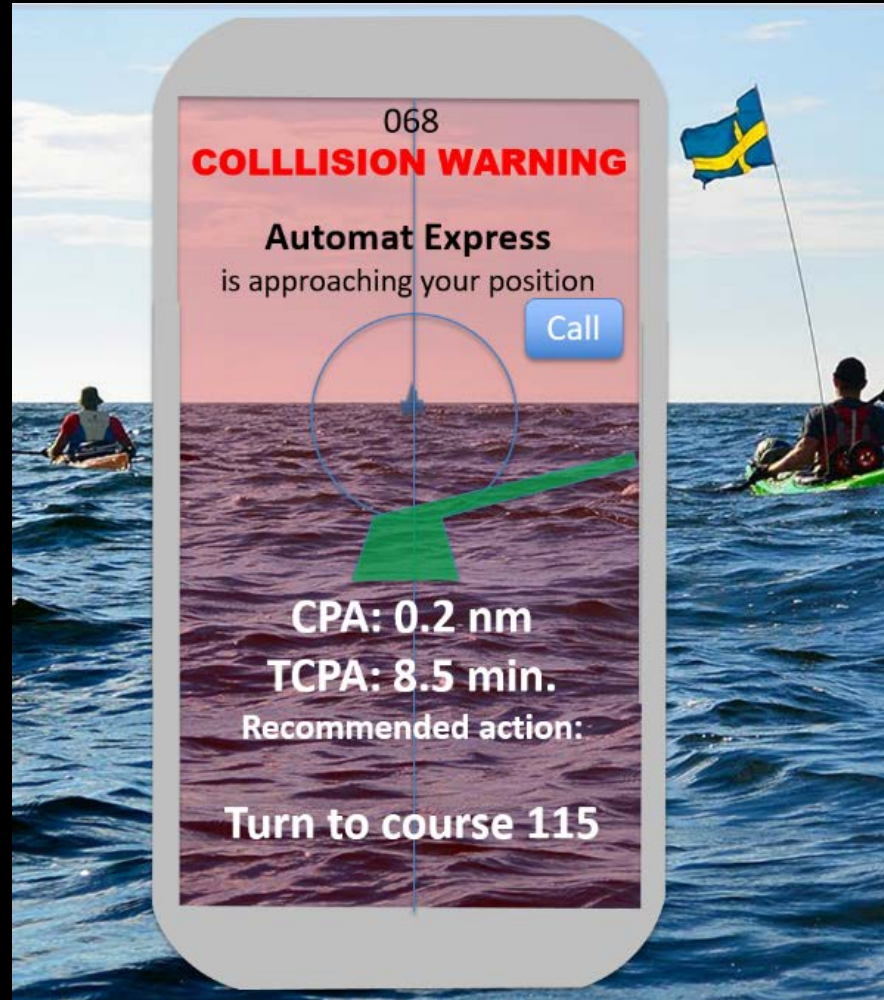 068
COLLLISION WARNING
Automat Express
is approaching your position
Call
CPA: 0.2 nm
TCPA: 8.5 min.
Recommended action:
Turn to course 115